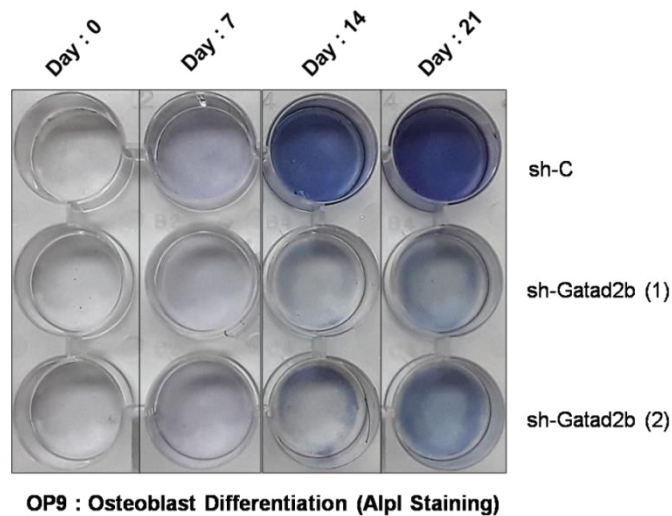 Day : 0
Day : 7
Day : 14
Day : 21
sh-C
sh-Gatad2b (1)
sh-Gatad2b (2)
OP9 : Osteoblast Differentiation (Alpl Staining)